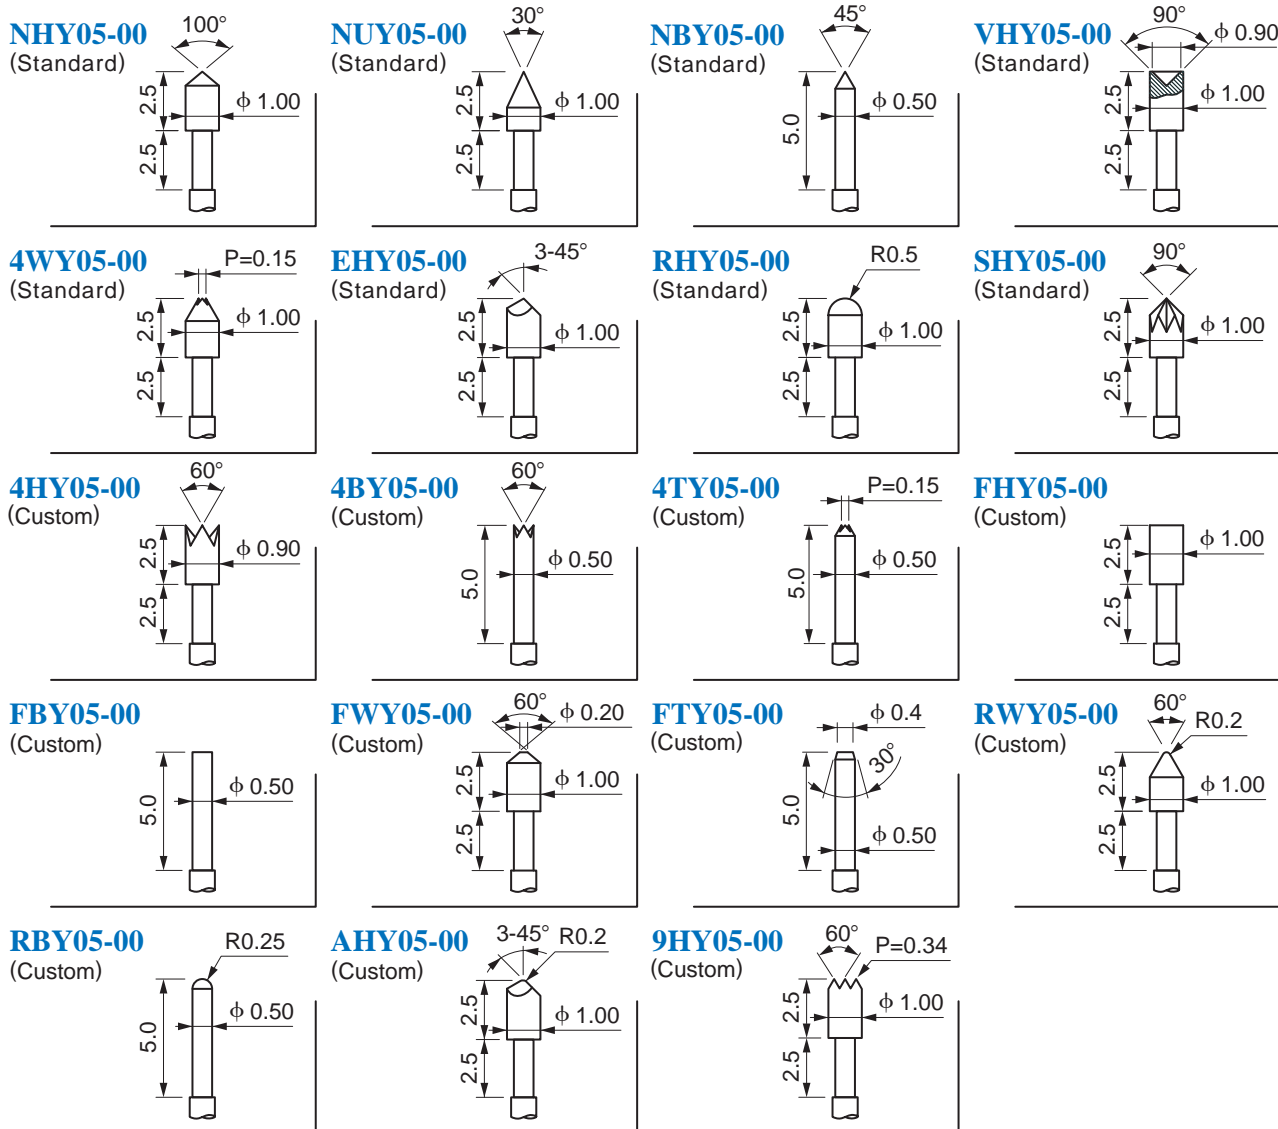 NHY05-00
(Standard)
100°
2.5
2.5
ϕ 1.00
NUY05-00
(Standard)
30°
2.5
2.5
ϕ 1.00
NBY05-00
(Standard)
45°
5.0
ϕ 0.50
VHY05-00
(Standard)
90°
ϕ 0.90
2.5
2.5
ϕ 1.00
4WY05-00
(Standard)
P=0.15
2.5
2.5
ϕ 1.00
EHY05-00
(Standard)
3-45°
2.5
2.5
ϕ 1.00
RHY05-00
(Standard)
R0.5
2.5
2.5
ϕ 1.00
SHY05-00
(Standard)
90°
2.5
2.5
ϕ 1.00
4HY05-00
(Custom)
60°
2.5
2.5
ϕ 0.90
4BY05-00
(Custom)
60°
5.0
ϕ 0.50
4TY05-00
(Custom)
P=0.15
5.0
ϕ 0.50
FHY05-00
(Custom)
2.5
2.5
ϕ 1.00
FBY05-00
(Custom)
5.0
ϕ 0.50
FWY05-00
(Custom)
60°
ϕ 0.20
2.5
2.5
ϕ 1.00
FTY05-00
(Custom)
ϕ 0.4
30°
5.0
ϕ 0.50
RWY05-00
(Custom)
60°
R0.2
2.5
2.5
ϕ 1.00
RBY05-00
(Custom)
R0.25
5.0
ϕ 0.50
AHY05-00
(Custom)
3-45°
R0.2
2.5
2.5
ϕ 1.00
9HY05-00
(Custom)
60°
P=0.34
2.5
2.5
ϕ 1.00